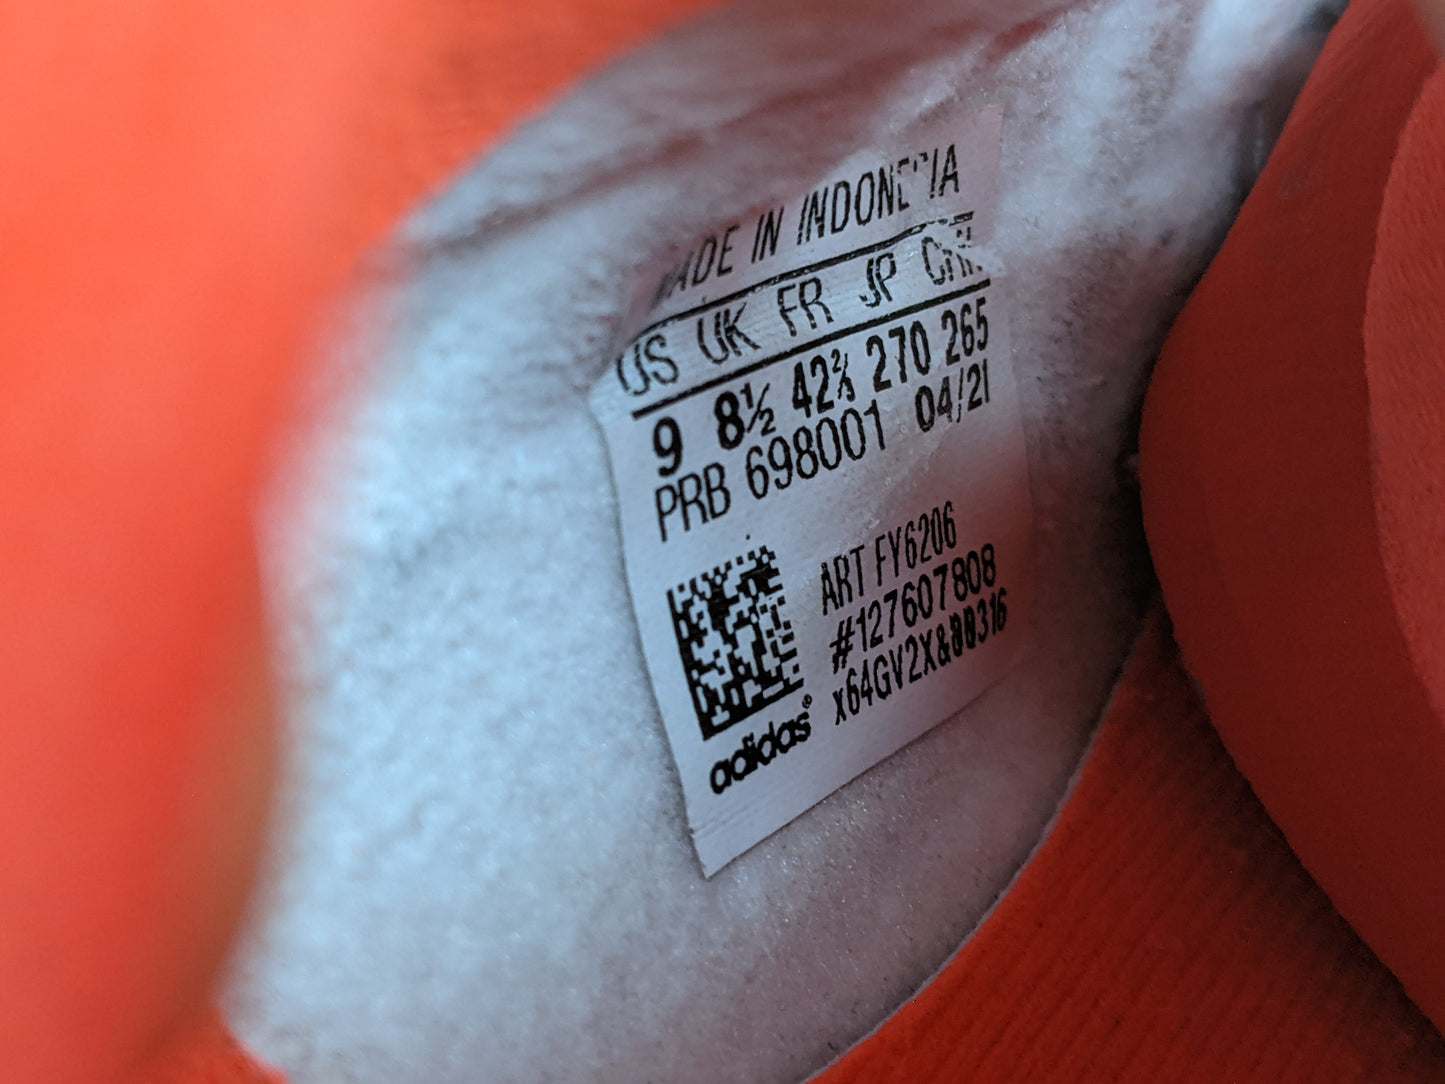 MADE IN INDONESIA
US UK FR JP CHN
9 8½ 42⅔ 270 265
PRB 698001 04/21
ART FY6206
#127607808
x64GV2X&00316
adidas®